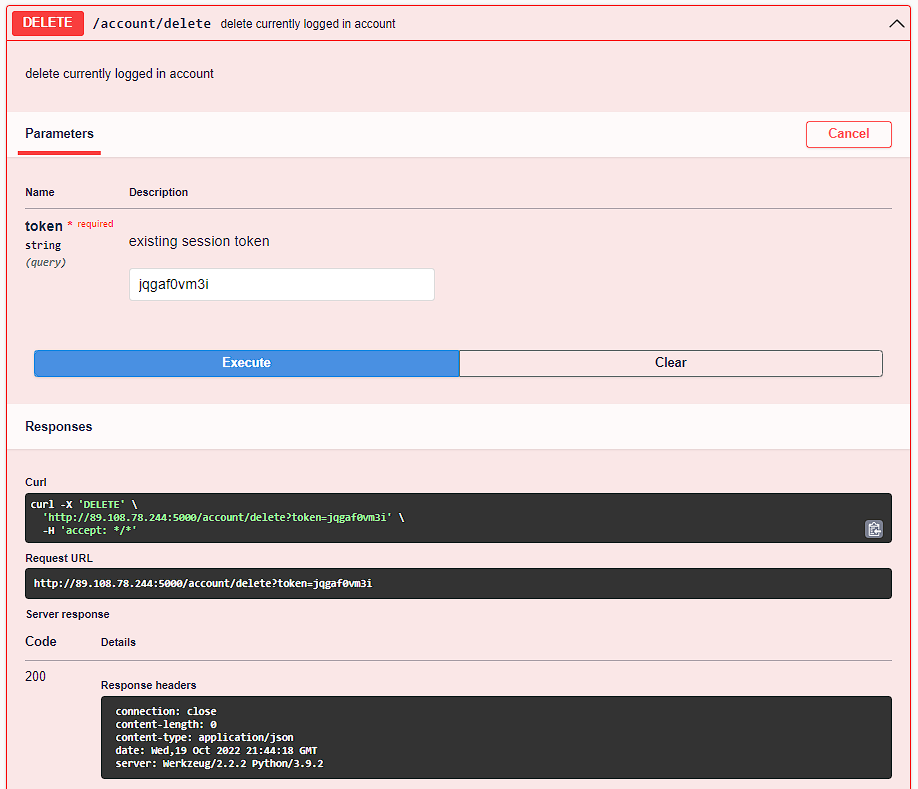 DELETE /account/delete delete currently logged in account
delete currently logged in account
Parameters Cancel
Name Description
token * required
string
(query)
existing session token
jqgaf0vm3i
Execute Clear
Responses
Curl
curl -X 'DELETE' \
'http://89.108.78.244:5000/account/delete?token=jqgaf0vm3i' \
-H 'accept: */*'
Request URL
http://89.108.78.244:5000/account/delete?token=jqgaf0vm3i
Server response
Code Details
200
Response headers
connection: close
content-length: 0
content-type: application/json
date: Wed,19 Oct 2022 21:44:18 GMT
server: Werkzeug/2.2.2 Python/3.9.2